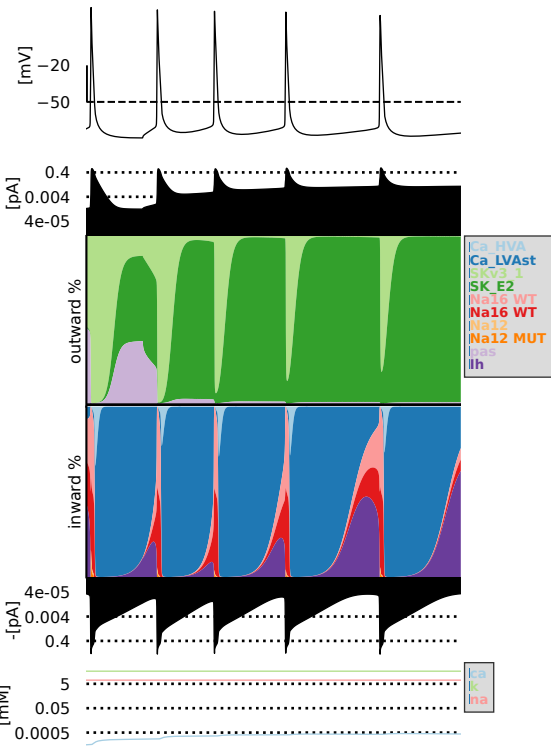 [mV]
−20
−50
[pA]
0.4
0.004
4e-05
outward %
Ca_HVA
Ca_LVAst
SKv3_1
SK_E2
Na16 WT
Na16 WT
Na12
Na12 MUT
pas
Ih
inward %
-[pA]
4e-05
0.004
0.4
[mM]
5
0.05
0.0005
ca
k
na